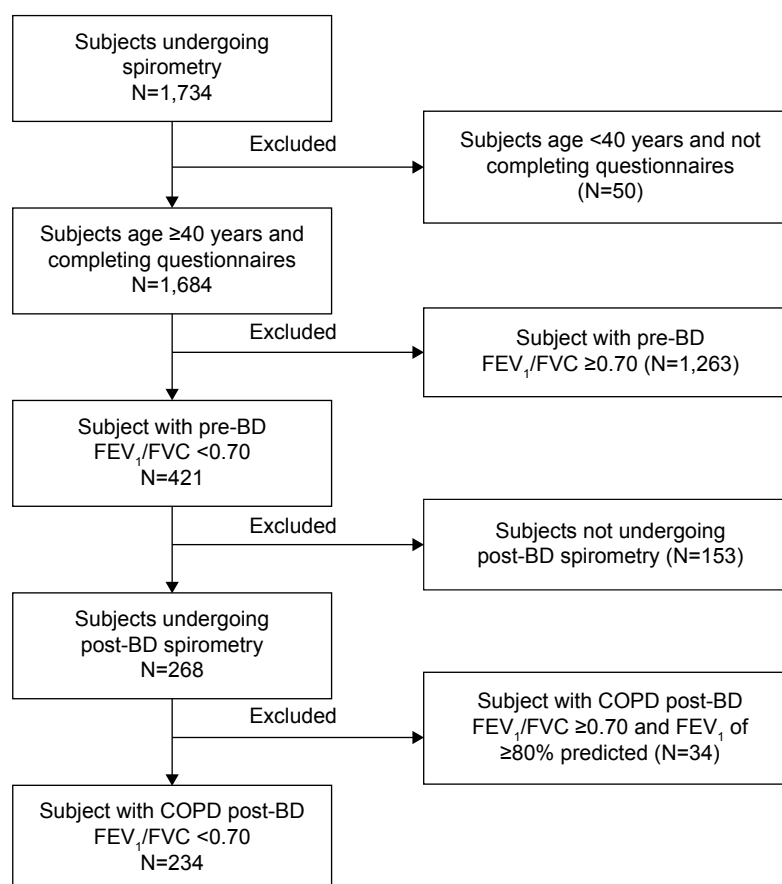 Subjects undergoing
spirometry
N=1,734
Excluded
Subjects age <40 years and not
completing questionnaires
(N=50)
Subjects age ≥40 years and
completing questionnaires
N=1,684
Excluded
Subject with pre-BD
FEV₁/FVC ≥0.70 (N=1,263)
Subject with pre-BD
FEV₁/FVC <0.70
N=421
Excluded
Subjects not undergoing
post-BD spirometry (N=153)
Subjects undergoing
post-BD spirometry
N=268
Excluded
Subject with COPD post-BD
FEV₁/FVC ≥0.70 and FEV₁ of
≥80% predicted (N=34)
Subject with COPD post-BD
FEV₁/FVC <0.70
N=234